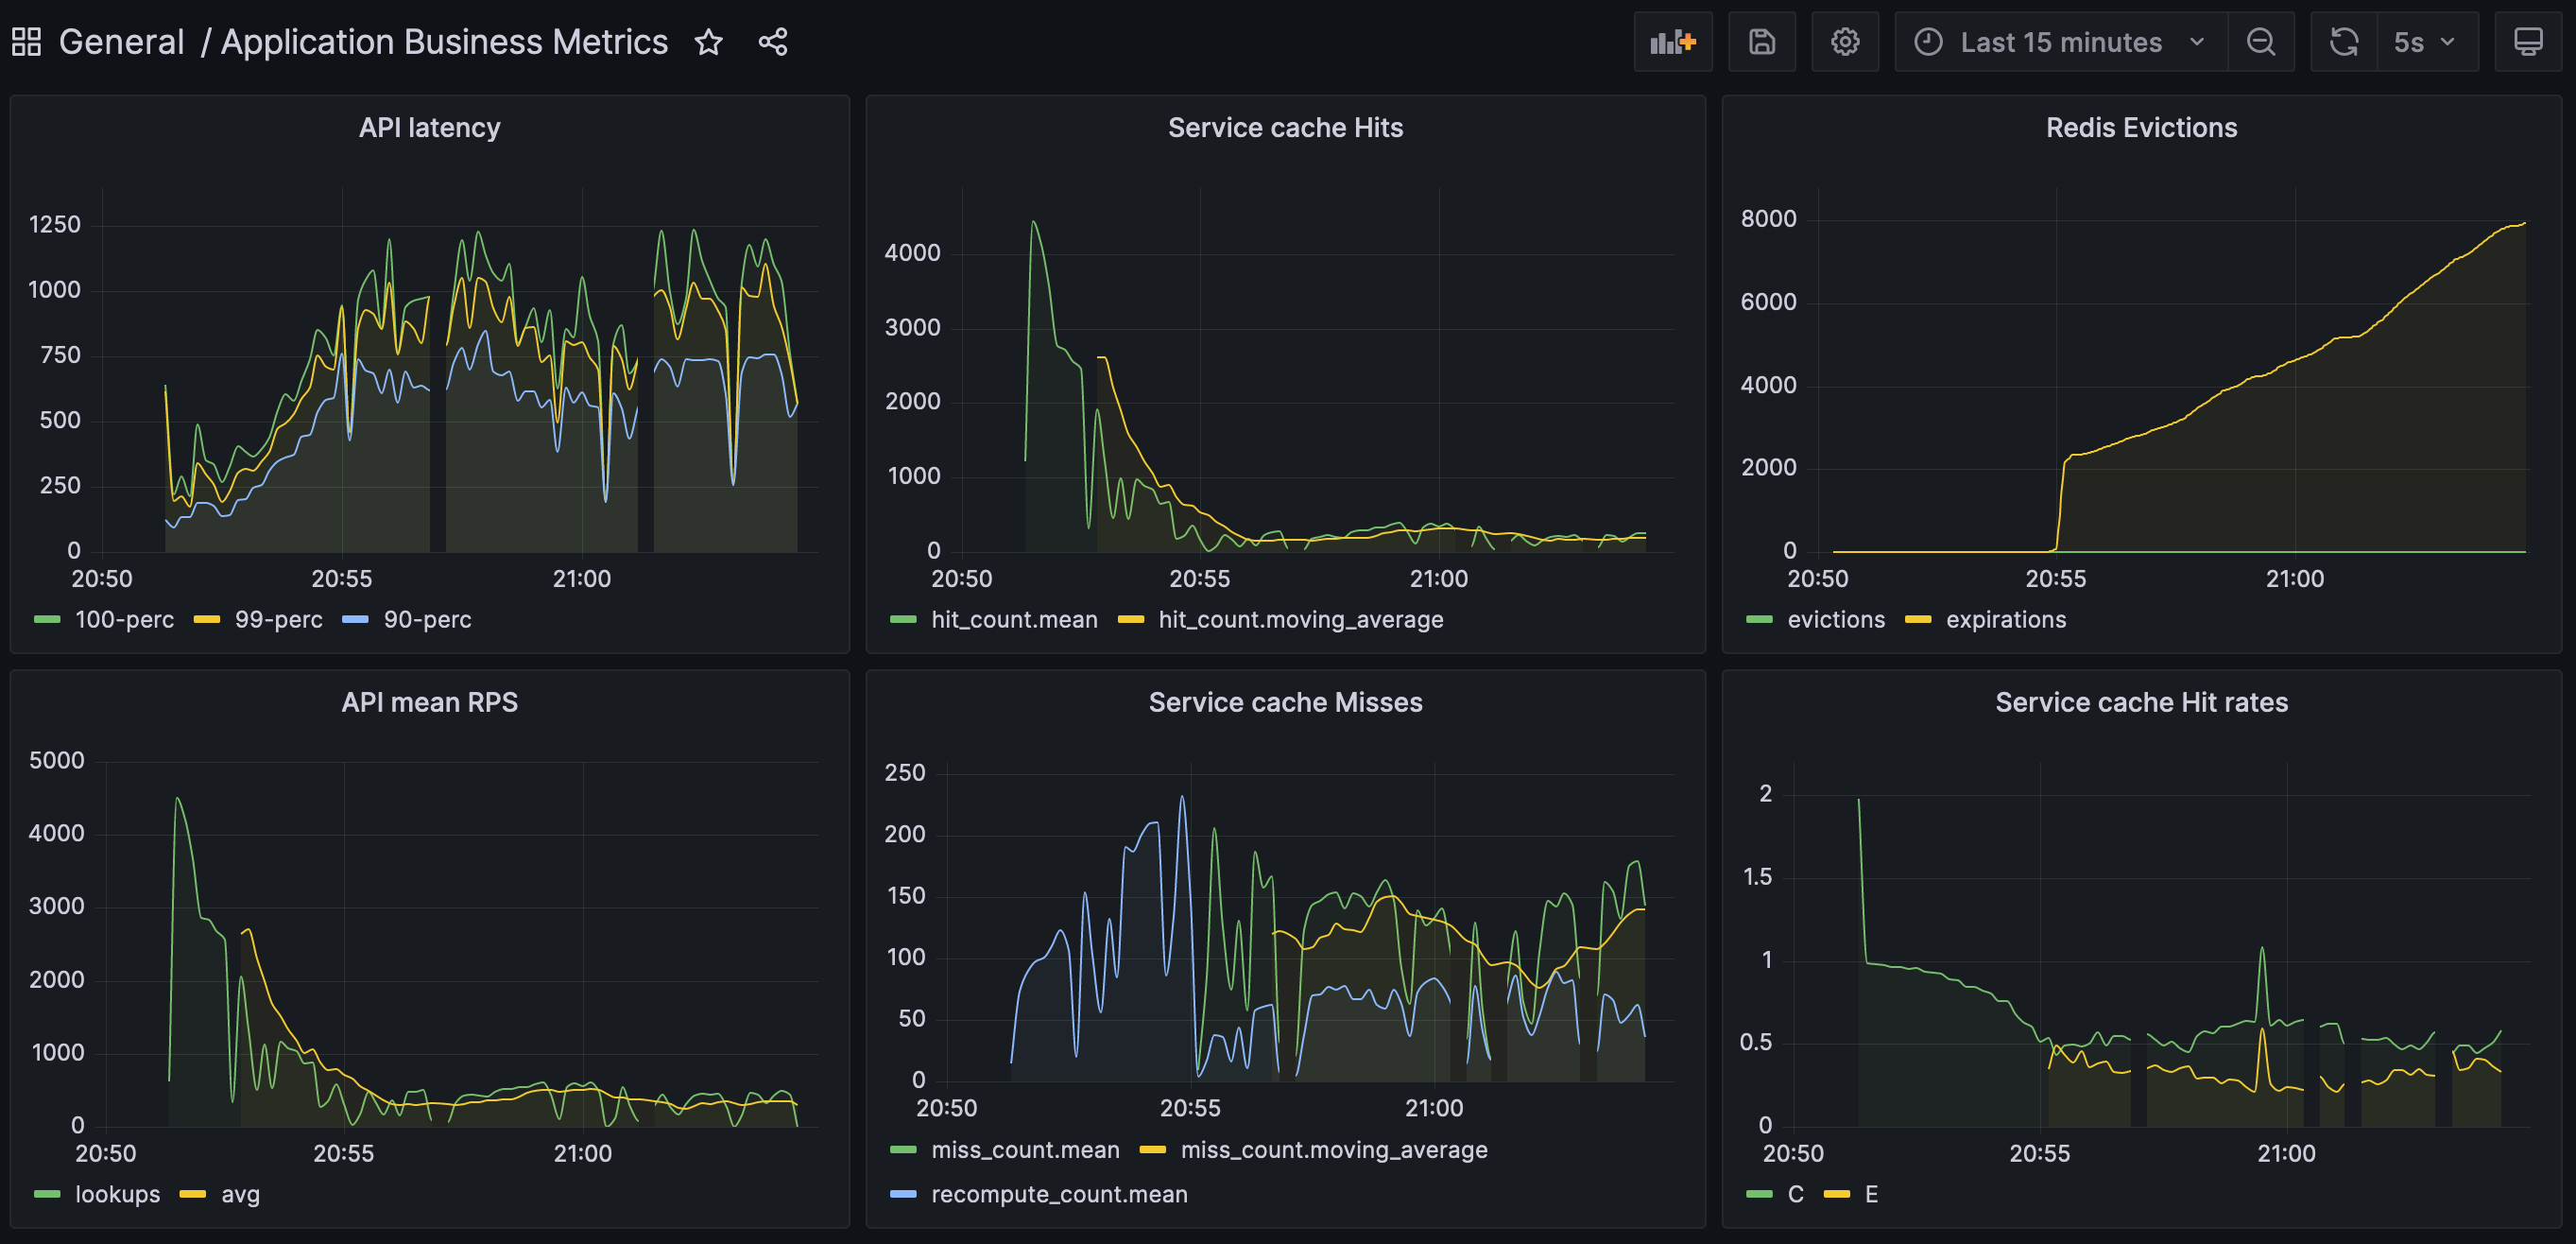 General / Application Business Metrics
Last 15 minutes
5s
API latency
1250
1000
750
500
250
0
20:50 20:55 21:00
100-perc 99-perc 90-perc
Service cache Hits
4000
3000
2000
1000
0
20:50 20:55 21:00
hit_count.mean hit_count.moving_average
Redis Evictions
8000
6000
4000
2000
0
20:50 20:55 21:00
evictions expirations
API mean RPS
5000
4000
3000
2000
1000
0
20:50 20:55 21:00
lookups avg
Service cache Misses
250
200
150
100
50
0
20:50 20:55 21:00
miss_count.mean miss_count.moving_average
recompute_count.mean
Service cache Hit rates
2
1.5
1
0.5
0
20:50 20:55 21:00
C E